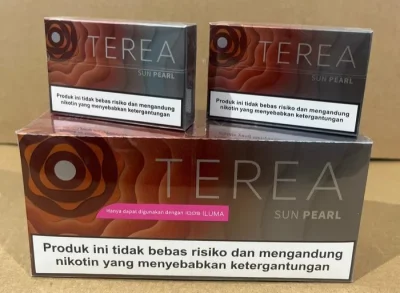 TEREA
SUN PEARL
Produk ini tidak bebas risiko dan mengandung
nikotin yang menyebabkan ketergantungan
TEREA
SUN PEARL
Produk ini tidak bebas risiko dan mengandung
nikotin yang menyebabkan ketergantungan
TEREA
Hanya dapat digunakan dengan IQOS ILUMA
SUN PEARL
Produk ini tidak bebas risiko dan mengandung
nikotin yang menyebabkan ketergantungan